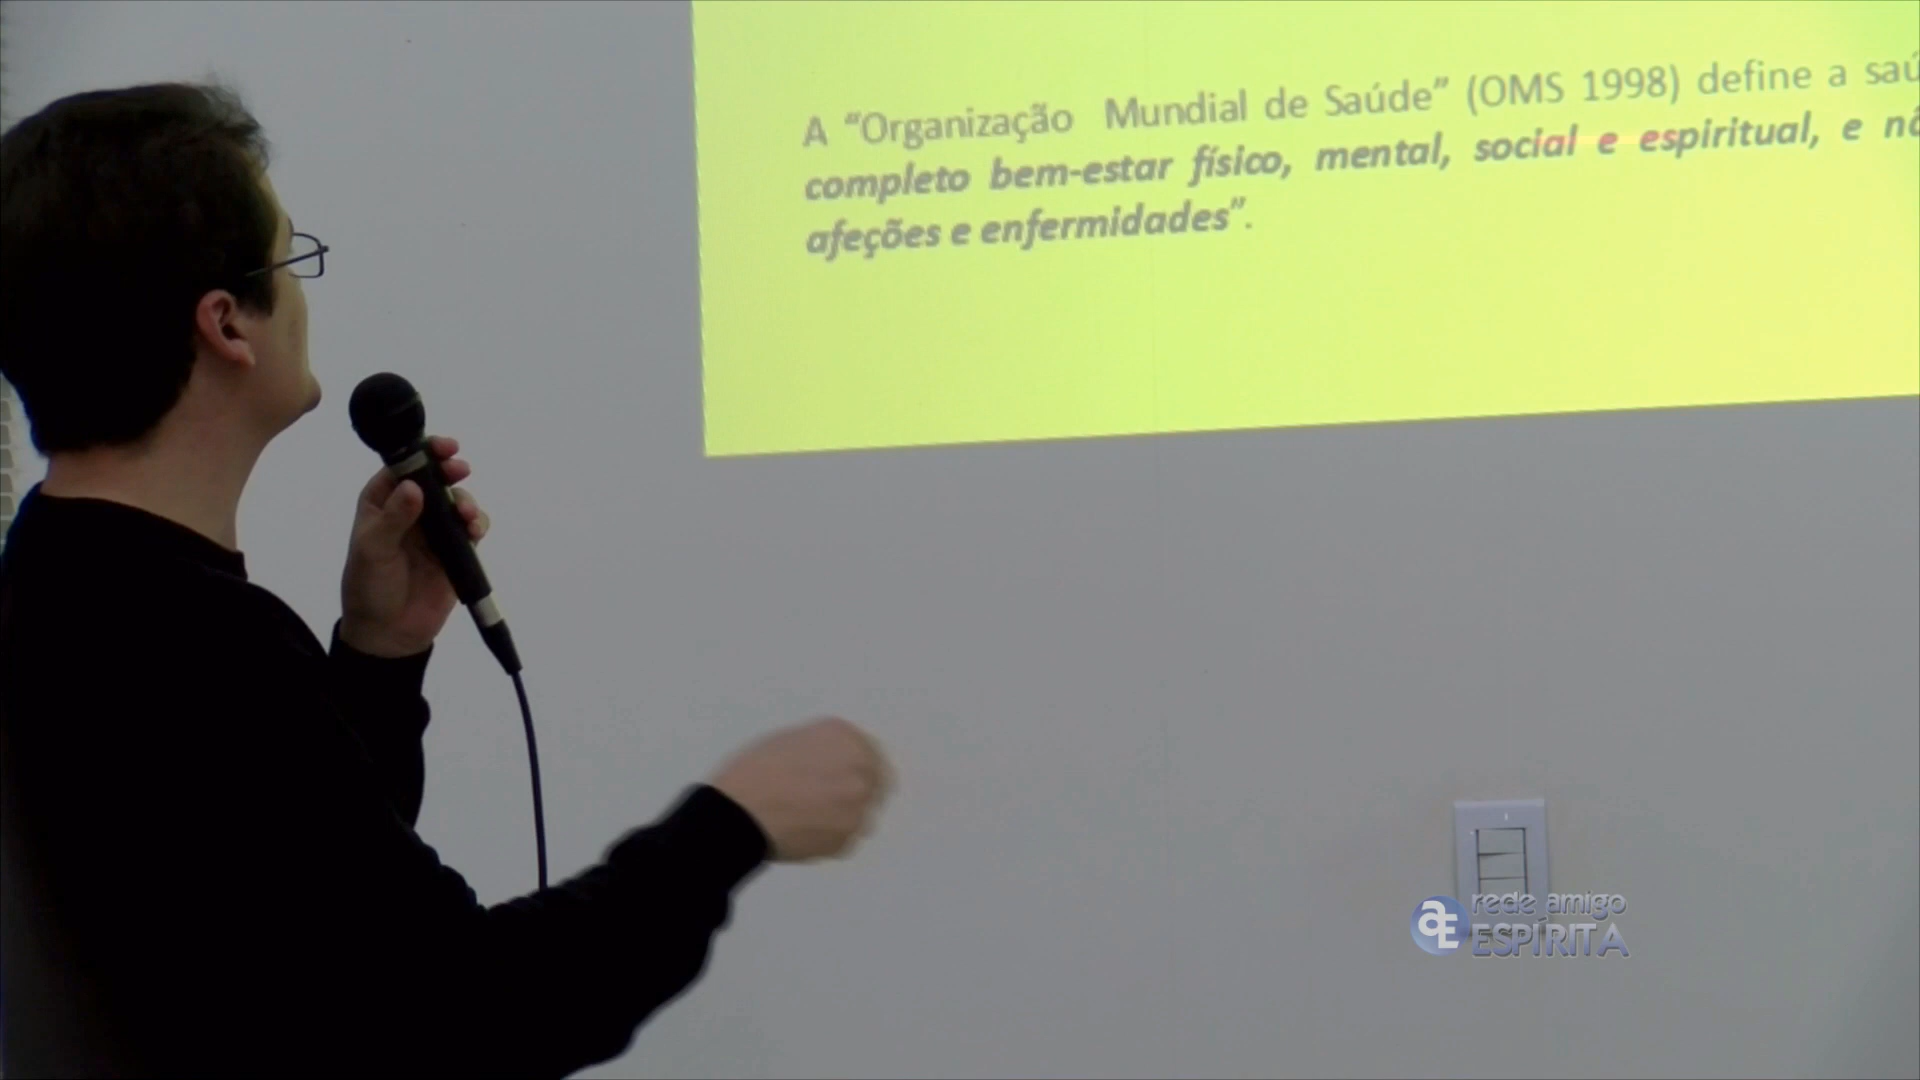 A “Organização Mundial de Saúde” (OMS 1998) define a saú
completo bem-estar físico, mental, social e espiritual, e nã
afeções e enfermidades”.
rede amigo
ESPÍRITA